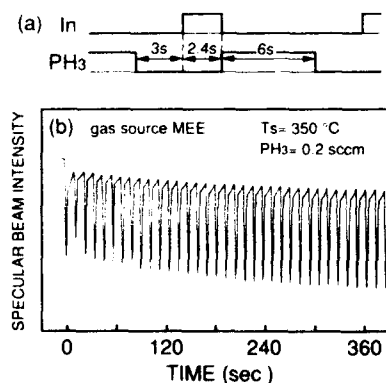 (a) In
3s 2.4s 6s
PH3
(b) gas source MEE Ts= 350 °C
PH3= 0.2 sccm
SPECULAR BEAM INTENSITY
0 120 240 360
TIME (sec)